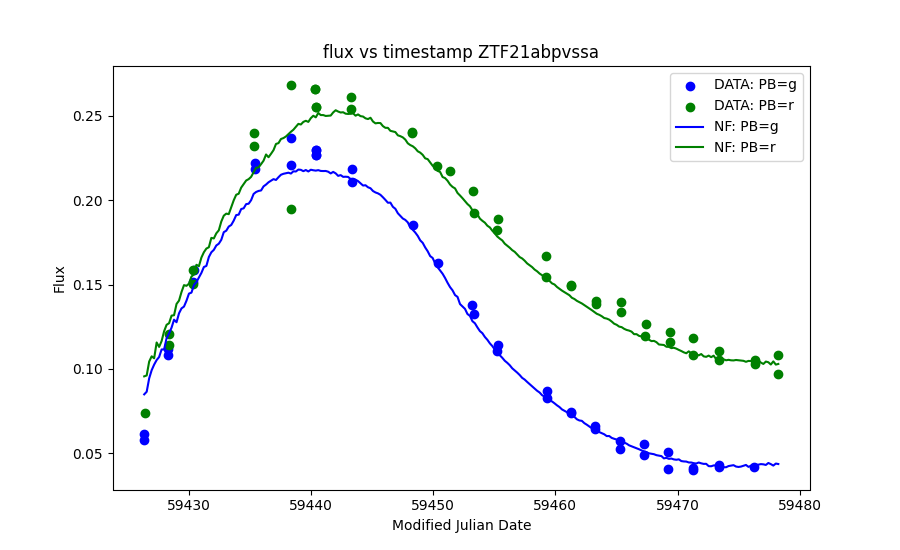 flux vs timestamp ZTF21abpvssa
DATA: PB=g
DATA: PB=r
NF: PB=g
NF: PB=r
Flux
0.25
0.20
0.15
0.10
0.05
59430
59440
59450
59460
59470
59480
Modified Julian Date